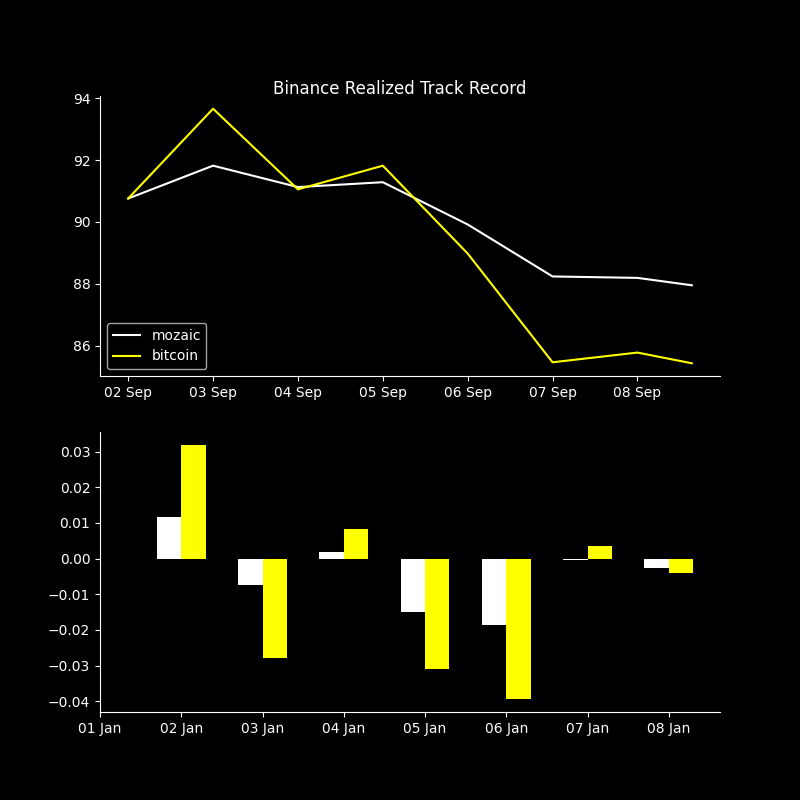 Binance Realized Track Record
94
92
90
88
86
mozaic
bitcoin
02 Sep 03 Sep 04 Sep 05 Sep 06 Sep 07 Sep 08 Sep
0.03
0.02
0.01
0.00
−0.01
−0.02
−0.03
−0.04
01 Jan 02 Jan 03 Jan 04 Jan 05 Jan 06 Jan 07 Jan 08 Jan